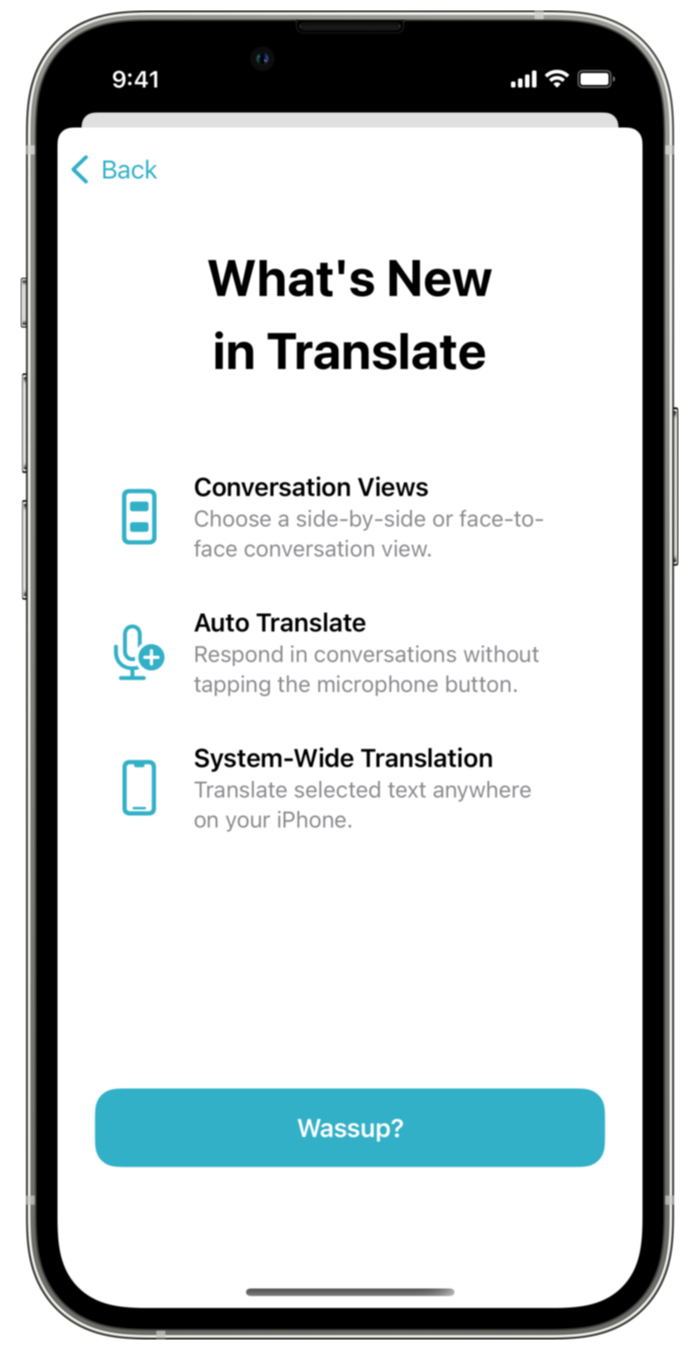 9:41
Back
What's New
in Translate
Conversation Views
Choose a side-by-side or face-to-
face conversation view.
Auto Translate
Respond in conversations without
tapping the microphone button.
System-Wide Translation
Translate selected text anywhere
on your iPhone.
Wassup?